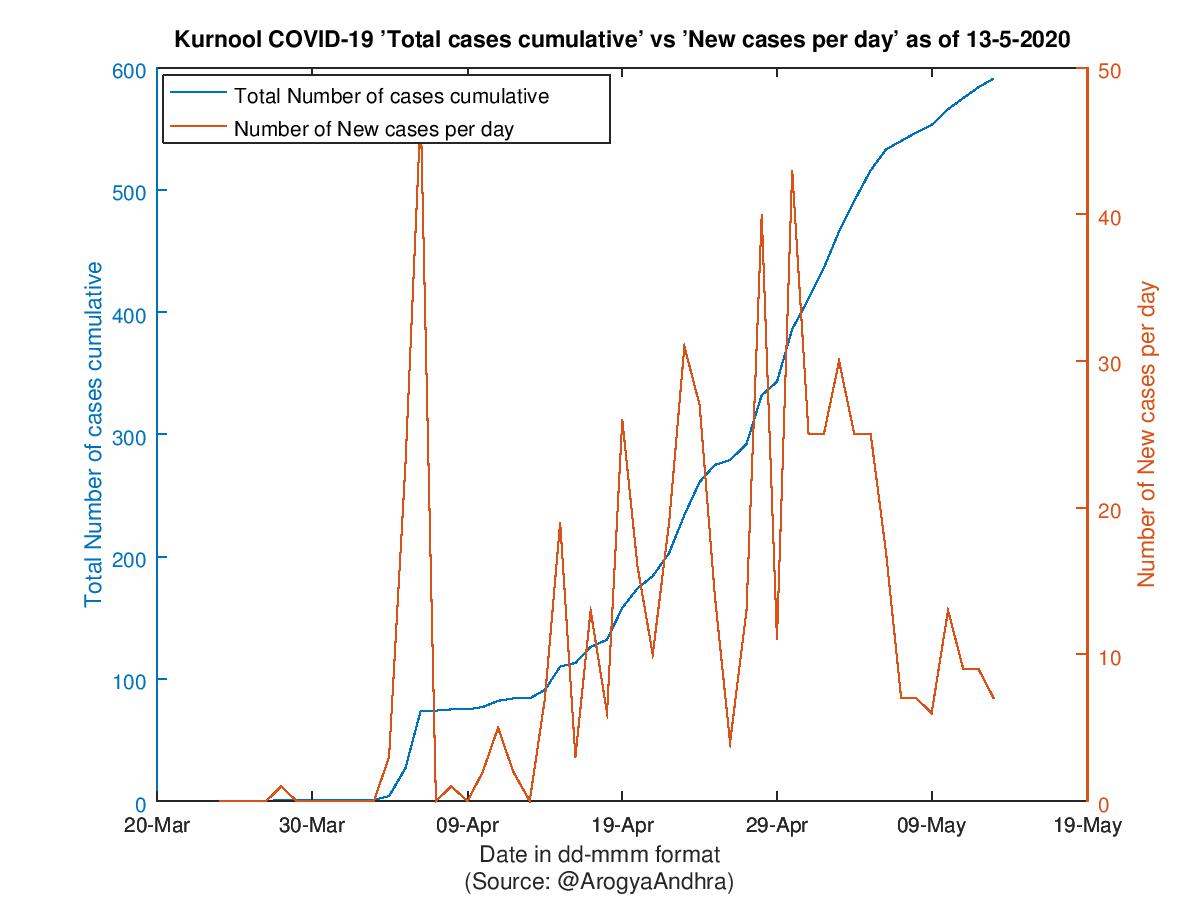 Kurnool COVID-19 ’Total cases cumulative’ vs ’New cases per day’ as of 13-5-2020
Total Number of cases cumulative
Number of New cases per day
600
500
400
300
200
100
0
Total Number of cases cumulative
50
40
30
20
10
0
Number of New cases per day
20-Mar 30-Mar 09-Apr 19-Apr 29-Apr 09-May 19-May
Date in dd-mmm format
(Source: @ArogyaAndhra)